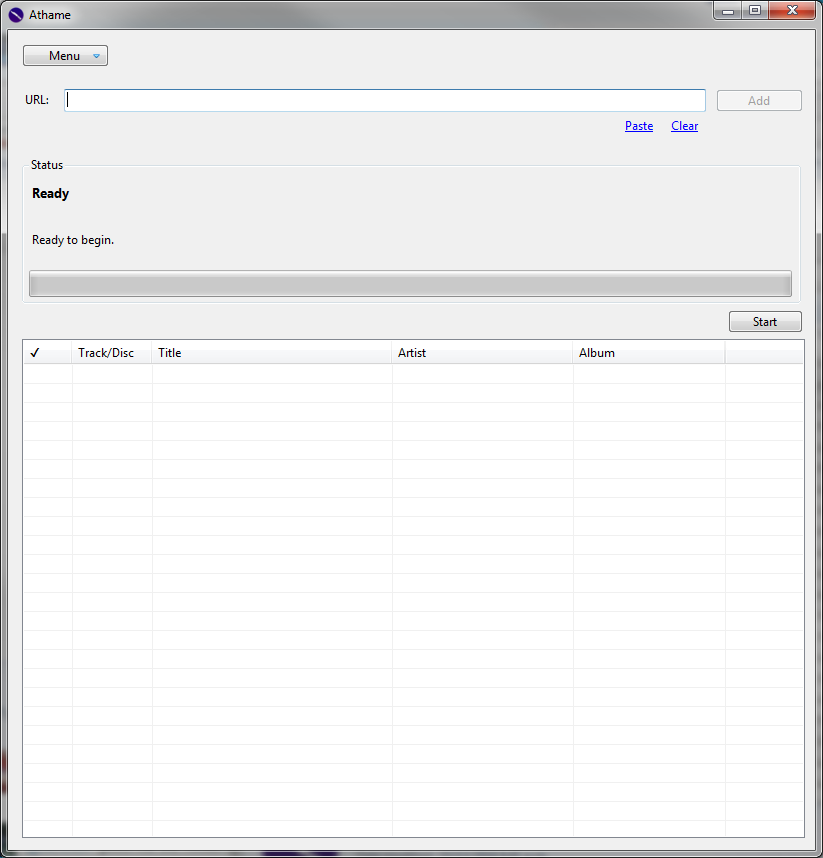 Athame
Menu
URL:
Add
Paste Clear
Status
Ready
Ready to begin.
Start
✓ Track/Disc Title Artist Album